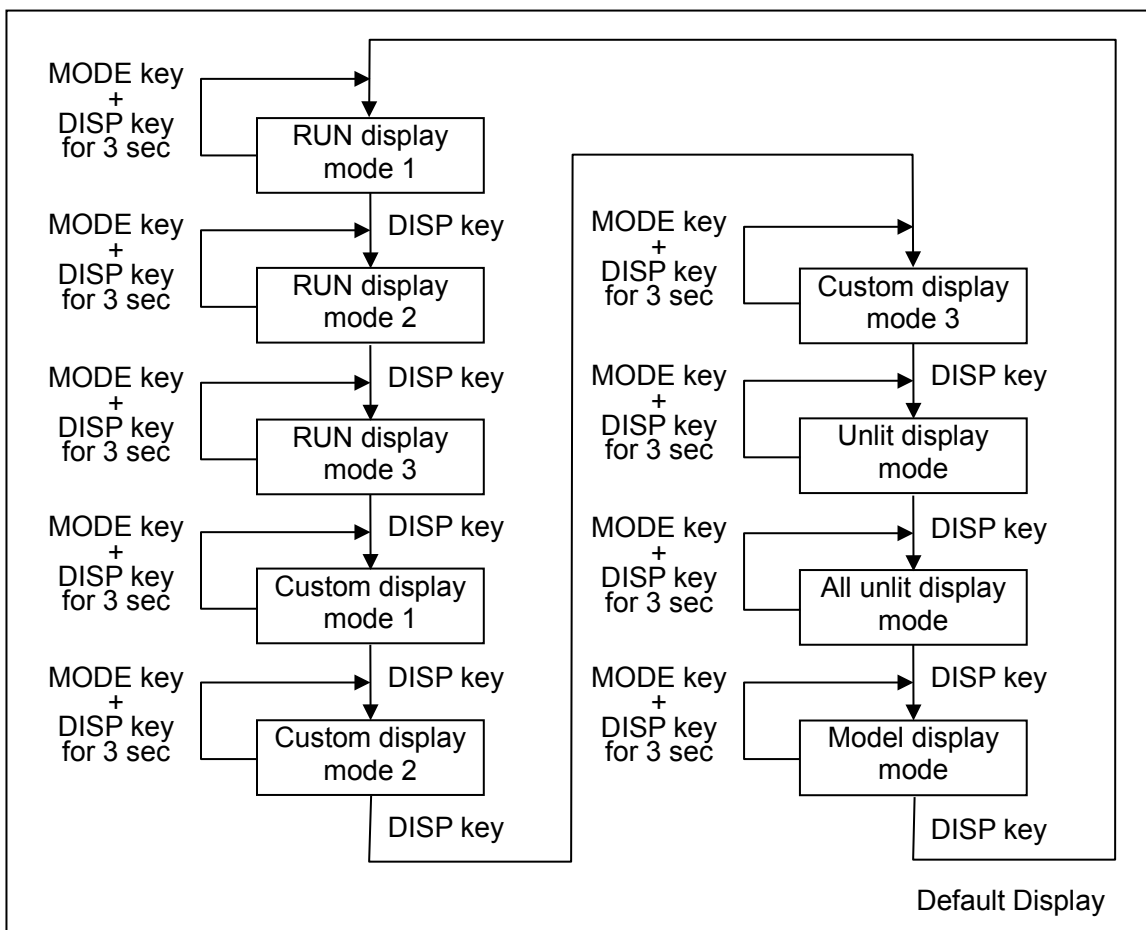 MODE key
+
DISP key
for 3 sec
RUN display
mode 1
DISP key
MODE key
+
DISP key
for 3 sec
RUN display
mode 2
DISP key
MODE key
+
DISP key
for 3 sec
RUN display
mode 3
DISP key
MODE key
+
DISP key
for 3 sec
Custom display
mode 1
DISP key
MODE key
+
DISP key
for 3 sec
Custom display
mode 2
DISP key
MODE key
+
DISP key
for 3 sec
Custom display
mode 3
DISP key
MODE key
+
DISP key
for 3 sec
Unlit display
mode
DISP key
MODE key
+
DISP key
for 3 sec
All unlit display
mode
DISP key
MODE key
+
DISP key
for 3 sec
Model display
mode
DISP key
Default Display